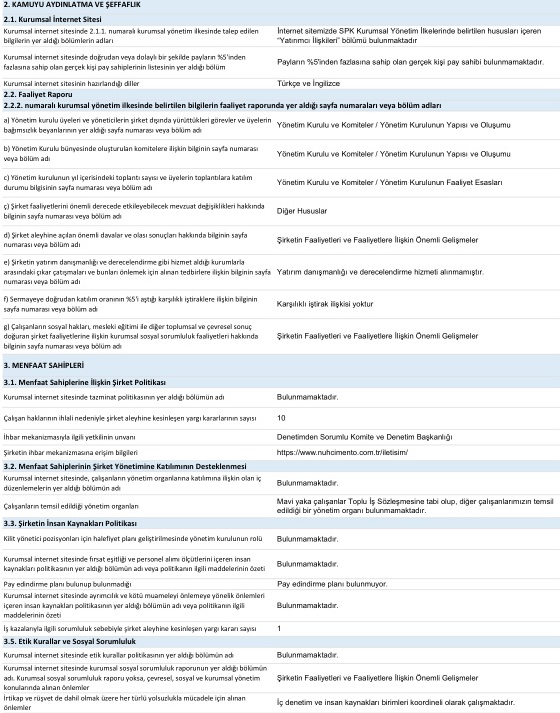 2. KAMUYU AYDINLATMA VE ŞEFFAFLIK
2.1. Kurumsal İnternet Sitesi
Kurumsal internet sitesinde 2.1.1. numaralı kurumsal yönetim ilkesinde talep edilen
bilgilerin yer aldığı bölümlerin adları
İnternet sitemizde SPK Kurumsal Yönetim İlkelerinde belirtilen hususları içeren
“Yatırımcı İlişkileri” bölümü bulunmaktadır
Kurumsal internet sitesinde doğrudan veya dolaylı bir şekilde payların %5'inden
fazlasına sahip olan gerçek kişi pay sahiplerinin listesinin yer aldığı bölüm
Payların %5'inden fazlasına sahip olan gerçek kişi pay sahibi bulunmamaktadır.
Kurumsal internet sitesinin hazırlandığı diller
Türkçe ve İngilizce
2.2. Faaliyet Raporu
2.2.2. numaralı kurumsal yönetim ilkesinde belirtilen bilgilerin faaliyet raporunda yer aldığı sayfa numaraları veya bölüm adları
a) Yönetim kurulu üyeleri ve yöneticilerin şirket dışında yürüttükleri görevler ve üyelerin
bağımsızlık beyanlarının yer aldığı sayfa numarası veya bölüm adı
Yönetim Kurulu ve Komiteler / Yönetim Kurulunun Yapısı ve Oluşumu
b) Yönetim Kurulu bünyesinde oluşturulan komitelere ilişkin bilginin sayfa numarası
veya bölüm adı
Yönetim Kurulu ve Komiteler / Yönetim Kurulunun Yapısı ve Oluşumu
c) Yönetim kurulunun yıl içerisindeki toplantı sayısı ve üyelerin toplantılara katılım
durumu bilgisinin sayfa numarası veya bölüm adı
Yönetim Kurulu ve Komiteler / Yönetim Kurulunun Faaliyet Esasları
ç) Şirket faaliyetlerini önemli derecede etkileyebilecek mevzuat değişiklikleri hakkında
bilginin sayfa numarası veya bölüm adı
Diğer Hususlar
d) Şirket aleyhine açılan önemli davalar ve olası sonuçları hakkında bilginin sayfa
numarası veya bölüm adı
Şirketin Faaliyetleri ve Faaliyetlere İlişkin Önemli Gelişmeler
e) Şirketin yatırım danışmanlığı ve derecelendirme gibi hizmet aldığı kurumlarla
arasındaki çıkar çatışmaları ve bunları önlemek için alınan tedbirlere ilişkin bilginin sayfa
numarası veya bölüm adı
Yatırım danışmanlığı ve derecelendirme hizmeti alınmamıştır.
f) Sermayeye doğrudan katılım oranının %5'i aştığı karşılıklı iştiraklere ilişkin bilginin
sayfa numarası veya bölüm adı
Karşılıklı iştirak ilişkisi yoktur
g) Çalışanların sosyal hakları, mesleki eğitimi ile diğer toplumsal ve çevresel sonuç
doğuran şirket faaliyetlerine ilişkin kurumsal sosyal sorumluluk faaliyetleri hakkında
bilginin sayfa numarası veya bölüm adı
Şirketin Faaliyetleri ve Faaliyetlere İlişkin Önemli Gelişmeler
3. MENFAAT SAHİPLERİ
3.1. Menfaat Sahiplerine İlişkin Şirket Politikası
Kurumsal internet sitesinde tazminat politikasının yer aldığı bölümün adı
Bulunmamaktadır.
Çalışan haklarının ihlali nedeniyle şirket aleyhine kesinleşen yargı kararlarının sayısı
10
İhbar mekanizmasıyla ilgili yetkilinin unvanı
Denetimden Sorumlu Komite ve Denetim Başkanlığı
Şirketin ihbar mekanizmasına erişim bilgileri
https://www.nuhcimento.com.tr/iletisim/
3.2. Menfaat Sahiplerinin Şirket Yönetimine Katılımının Desteklenmesi
Kurumsal internet sitesinde, çalışanların yönetim organlarına katılımına ilişkin olan iç
düzenlemelerin yer aldığı bölümün adı
Bulunmamaktadır.
Çalışanların temsil edildiği yönetim organları
Mavi yaka çalışanlar Toplu İş Sözleşmesine tabi olup, diğer çalışanlarımızın temsil
edildiği bir yönetim organı bulunmamaktadır.
3.3. Şirketin İnsan Kaynakları Politikası
Kilit yönetici pozisyonları için halefiyet planı geliştirilmesinde yönetim kurulunun rolü
Bulunmaktadır.
Kurumsal internet sitesinde fırsat eşitliği ve personel alımı ölçütlerini içeren insan
kaynakları politikasının yer aldığı bölümün adı veya politikanın ilgili maddelerinin özeti
Bulunmamaktadır.
Pay edindirme planı bulunup bulunmadığı
Pay edindirme planı bulunmuyor.
Kurumsal internet sitesinde ayrımcılık ve kötü muameleyi önlemeye yönelik önlemleri
içeren insan kaynakları politikasının yer aldığı bölümün adı veya politikanın ilgili
maddelerinin özeti
Bulunmamaktadır.
İş kazalarıyla ilgili sorumluluk sebebiyle şirket aleyhine kesinleşen yargı kararı sayısı
1
3.5. Etik Kurallar ve Sosyal Sorumluluk
Kurumsal internet sitesinde etik kurallar politikasının yer aldığı bölümün adı
Bulunmamaktadır.
Kurumsal internet sitesinde kurumsal sosyal sorumluluk raporunun yer aldığı bölümün
adı. Kurumsal sosyal sorumluluk raporu yoksa, çevresel, sosyal ve kurumsal yönetim
konularında alınan önlemler
Şirketin Faaliyetleri ve Faaliyetlere İlişkin Önemli Gelişmeler
İrtikap ve rüşvet de dahil olmak üzere her türlü yolsuzlukla mücadele için alınan
önlemler
İç denetim ve insan kaynakları birimleri koordineli olarak çalışmaktadır.